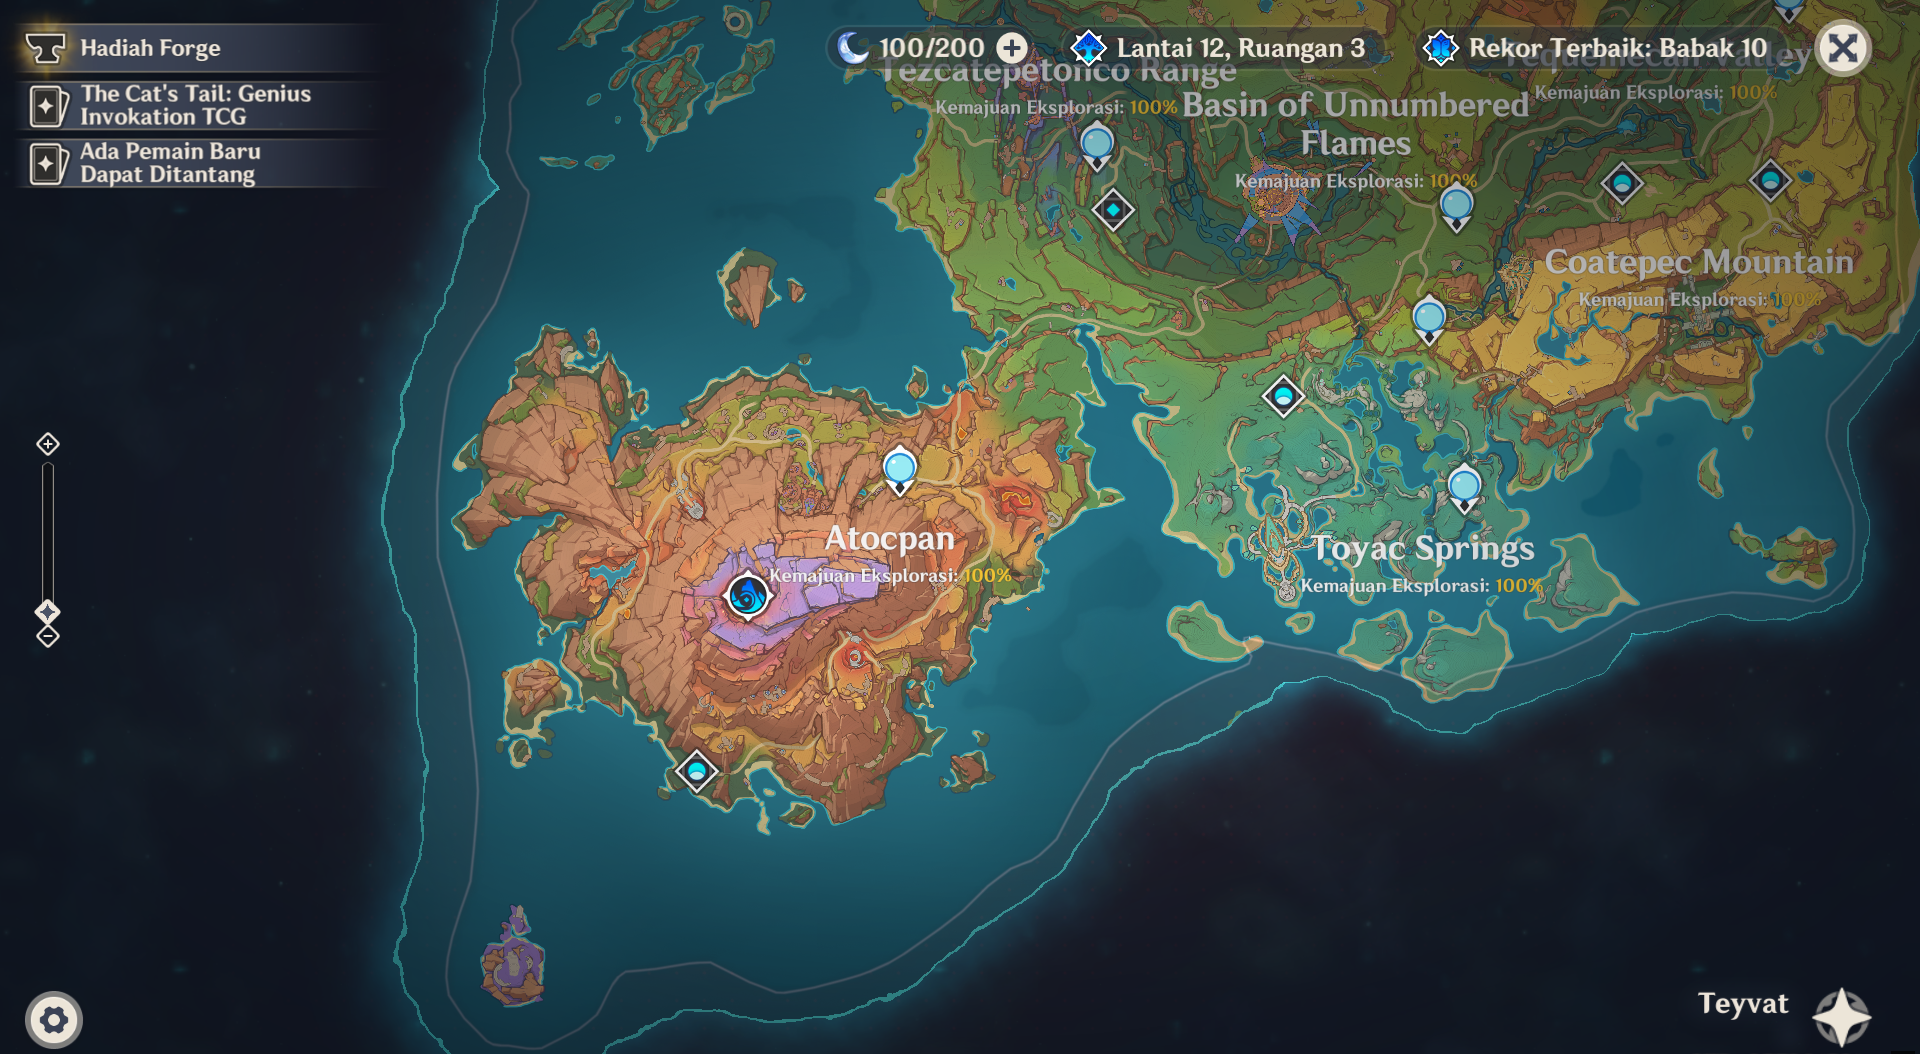 Hadiah Forge
The Cat's Tail: Genius
Invokation TCG
Ada Pemain Baru
Dapat Ditantang
100/200
Lantai 12, Ruangan 3
Rekor Terbaik: Babak 10
Tezcatepetonco Range
Kemajuan Eksplorasi: 100%
Basin of Unnumbered
Flames
Kemajuan Eksplorasi: 100%
Tequemecan Valley
Kemajuan Eksplorasi: 100%
Coatepec Mountain
Kemajuan Eksplorasi: 100%
Atocpan
Kemajuan Eksplorasi: 100%
Toyac Springs
Kemajuan Eksplorasi: 100%
Teyvat